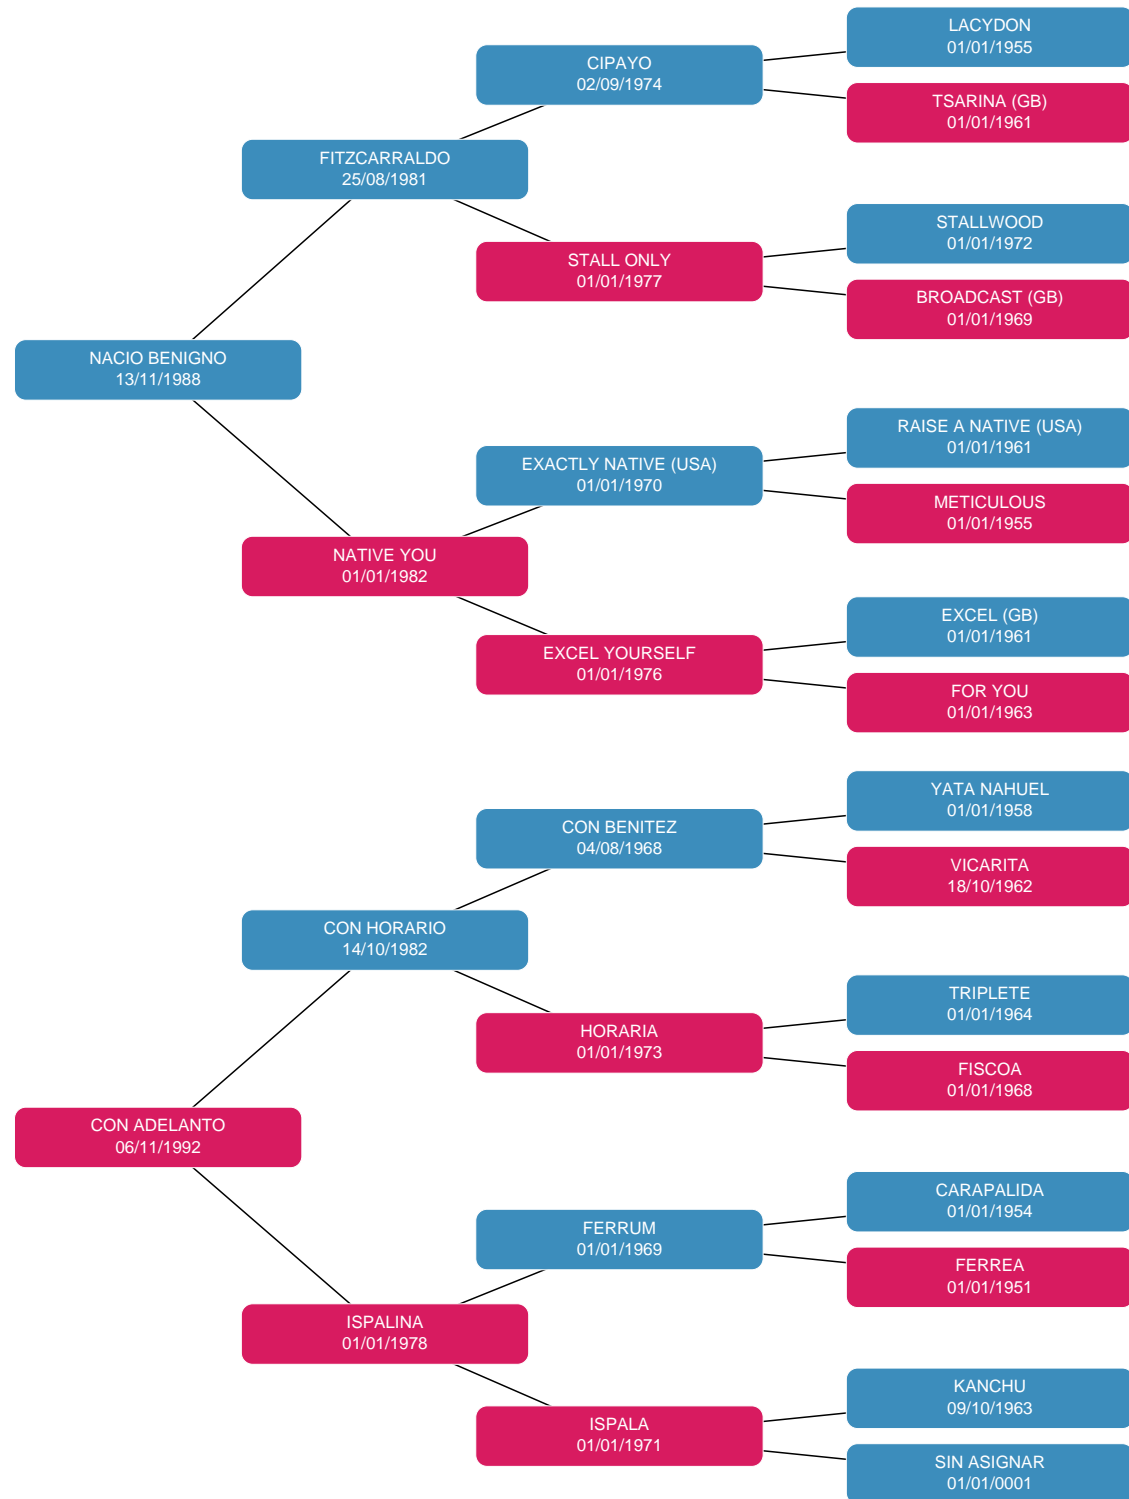 LACYDON
01/01/1955
CIPAYO
02/09/1974
TSARINA (GB)
01/01/1961
FITZCARRALDO
25/08/1981
STALLWOOD
01/01/1972
STALL ONLY
01/01/1977
BROADCAST (GB)
01/01/1969
NACIO BENIGNO
13/11/1988
RAISE A NATIVE (USA)
01/01/1961
EXACTLY NATIVE (USA)
01/01/1970
METICULOUS
01/01/1955
NATIVE YOU
01/01/1982
EXCEL (GB)
01/01/1961
EXCEL YOURSELF
01/01/1976
FOR YOU
01/01/1963
YATA NAHUEL
01/01/1958
CON BENITEZ
04/08/1968
VICARITA
18/10/1962
CON HORARIO
14/10/1982
TRIPLETE
01/01/1964
HORARIA
01/01/1973
FISCOA
01/01/1968
CON ADELANTO
06/11/1992
CARAPALIDA
01/01/1954
FERRUM
01/01/1969
FERREA
01/01/1951
ISPALINA
01/01/1978
KANCHU
09/10/1963
ISPALA
01/01/1971
SIN ASIGNAR
01/01/0001